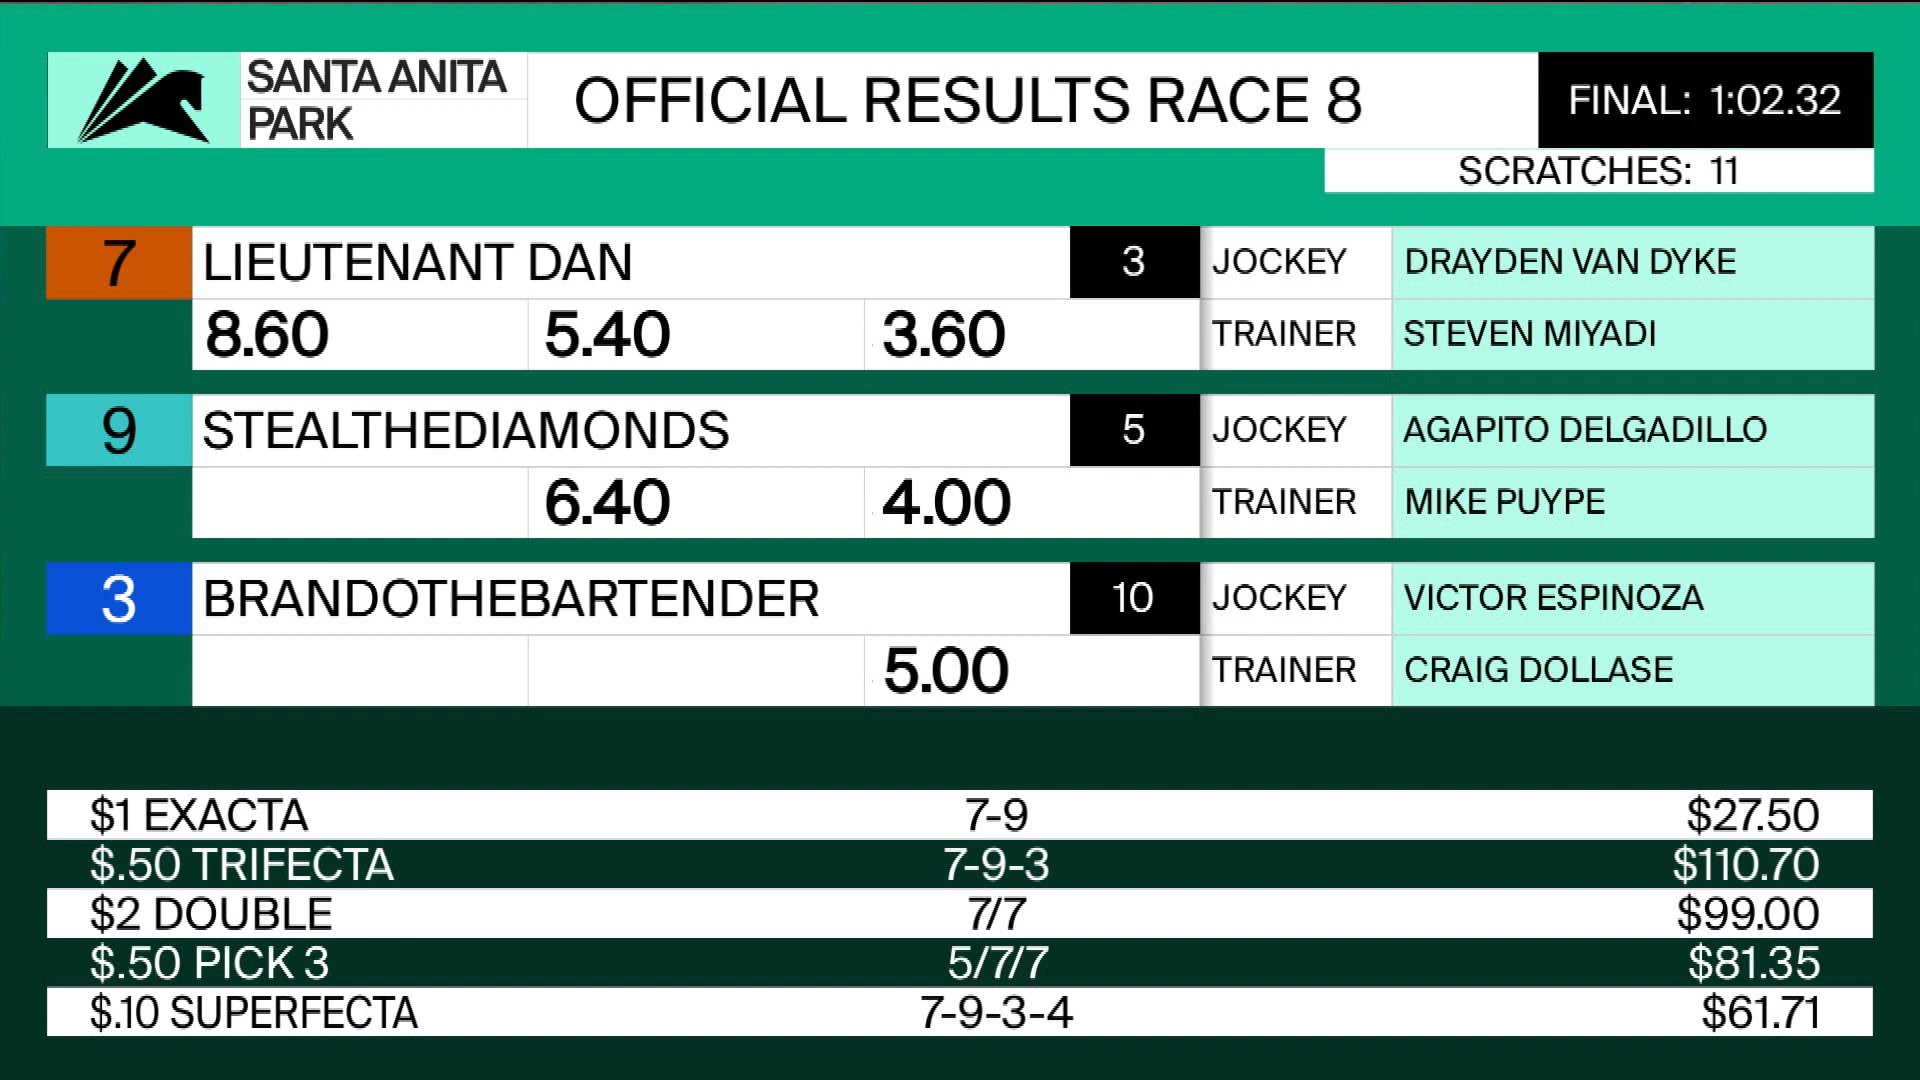 SANTA ANITA
PARK
OFFICIAL RESULTS RACE 8
FINAL: 1:02.32
SCRATCHES: 11
7 LIEUTENANT DAN 3 JOCKEY DRAYDEN VAN DYKE
8.60 5.40 3.60 TRAINER STEVEN MIYADI
9 STEALTHEDIAMONDS 5 JOCKEY AGAPITO DELGADILLO
6.40 4.00 TRAINER MIKE PUYPE
3 BRANDOTHEBARTENDER 10 JOCKEY VICTOR ESPINOZA
5.00 TRAINER CRAIG DOLLASE
$1 EXACTA 7-9 $27.50
$.50 TRIFECTA 7-9-3 $110.70
$2 DOUBLE 7/7 $99.00
$.50 PICK 3 5/7/7 $81.35
$.10 SUPERFECTA 7-9-3-4 $61.71